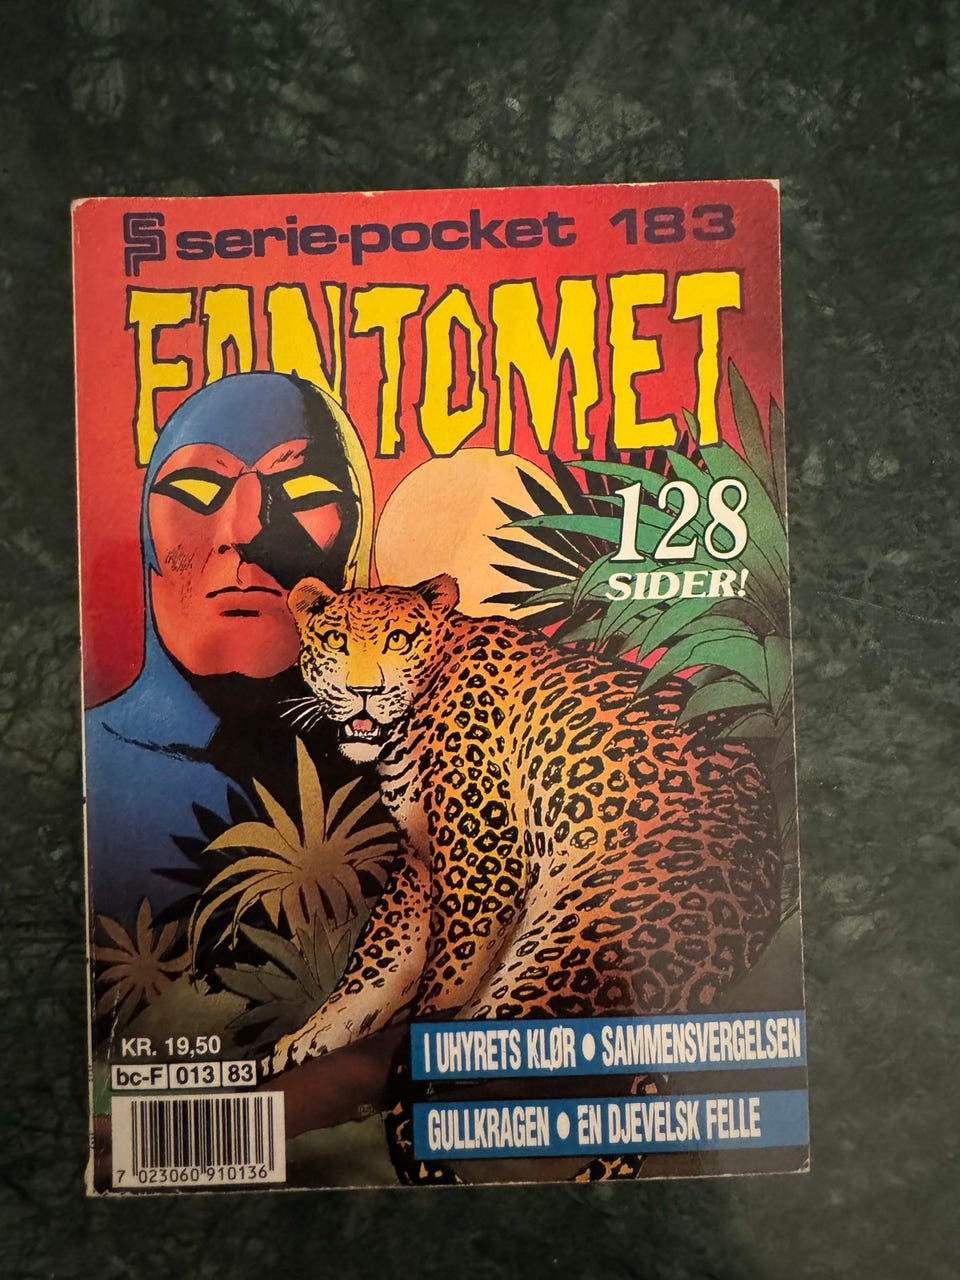 SP serie-pocket 183
FANTOMET
128
SIDER!
I UHYRETS KLØR • SAMMENSVERGELSEN
GULLKRAGEN • EN DJEVELSK FELLE
KR. 19,50
bc-F 013 83
7 023060 910136